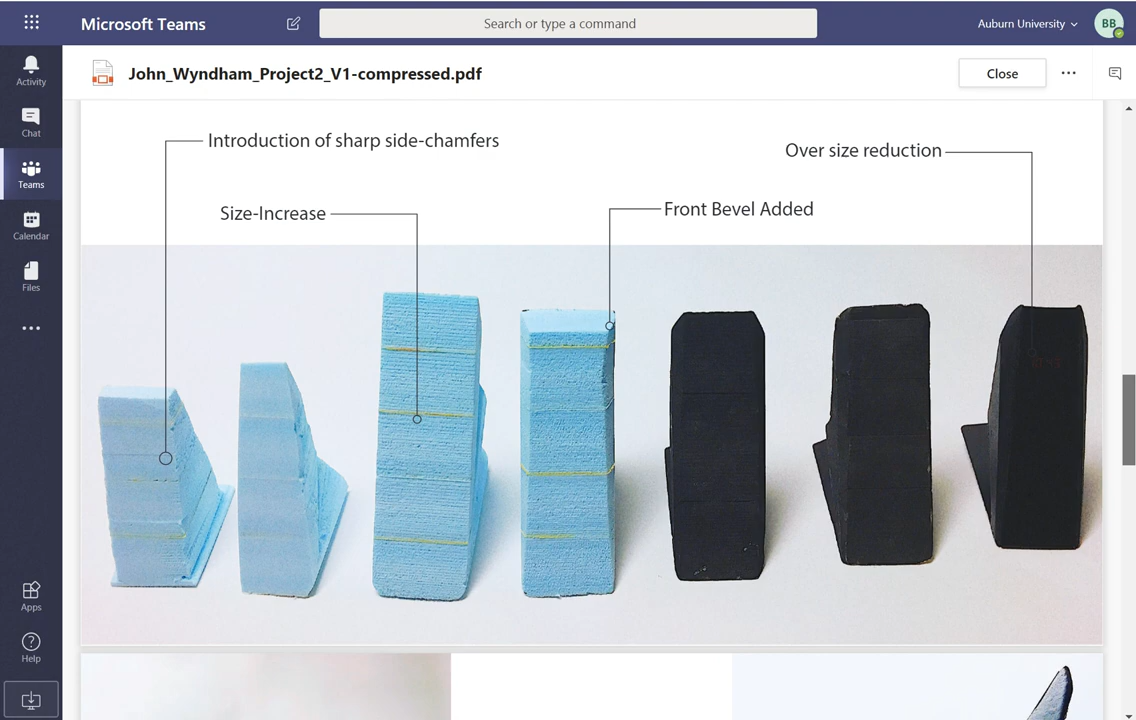 Microsoft Teams
Search or type a command
Auburn University
BB
Activity
Chat
Teams
Calendar
Files
Apps
Help
John_Wyndham_Project2_V1-compressed.pdf
Close
Introduction of sharp side-chamfers
Over size reduction
Size-Increase
Front Bevel Added